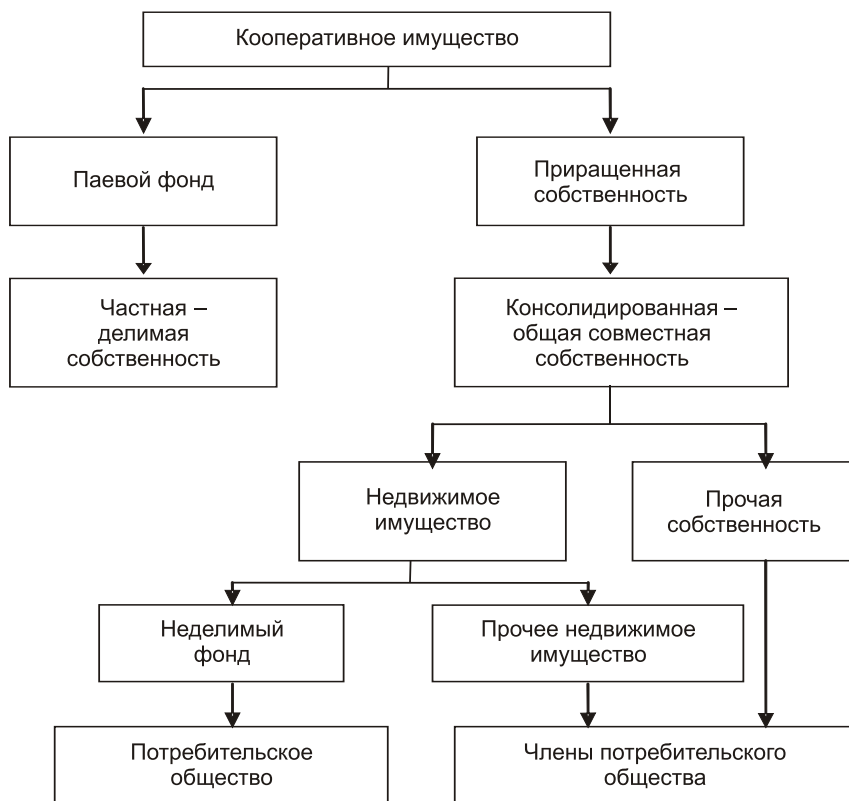 Кооперативное имущество
Паевой фонд
Приращенная
собственность
Частная –
делимая
собственность
Консолидированная –
общая совместная
собственность
Недвижимое
имущество
Прочая
собственность
Неделимый
фонд
Прочее недвижимое
имущество
Потребительское
общество
Члены потребительского
общества